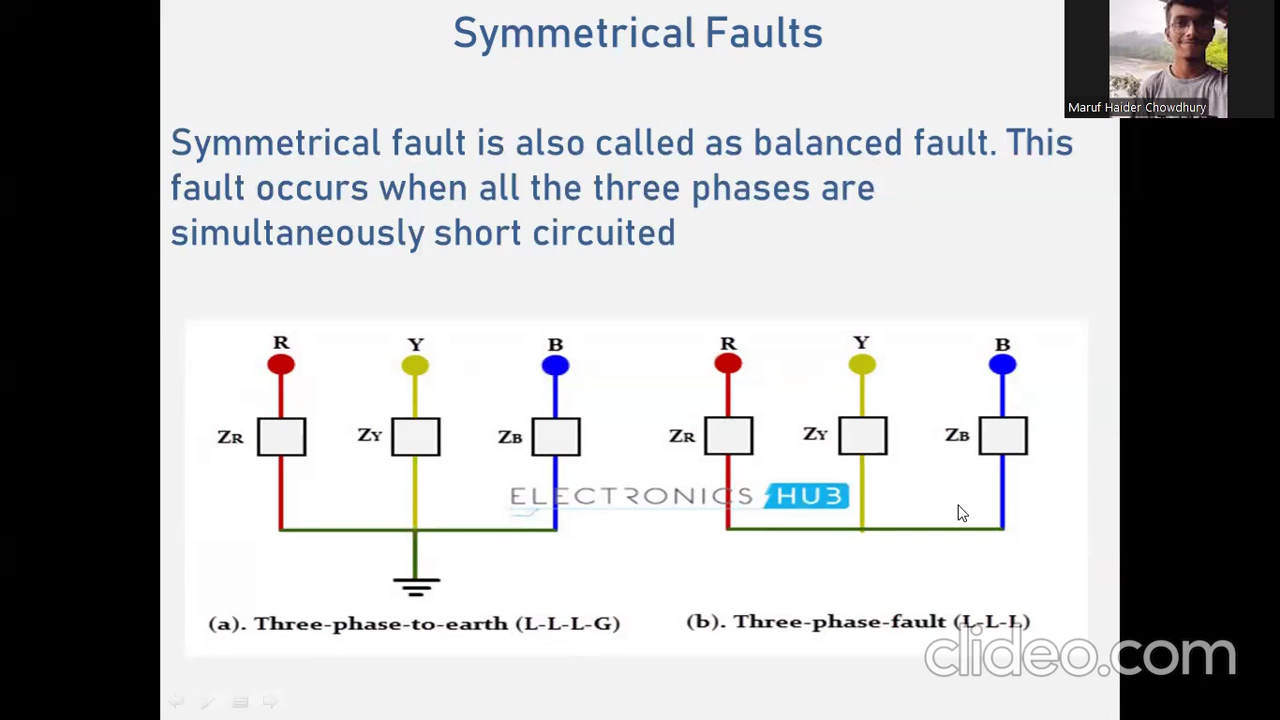 Symmetrical Faults
Maruf Haider Chowdhury
Symmetrical fault is also called as balanced fault. This
fault occurs when all the three phases are
simultaneously short circuited
R Y B R Y B
ZR ZY ZB ZR ZY ZB
ELECTRONICS HUB
(a). Three-phase-to-earth (L-L-L-G) (b). Three-phase-fault (L-L-L)
clideo.com